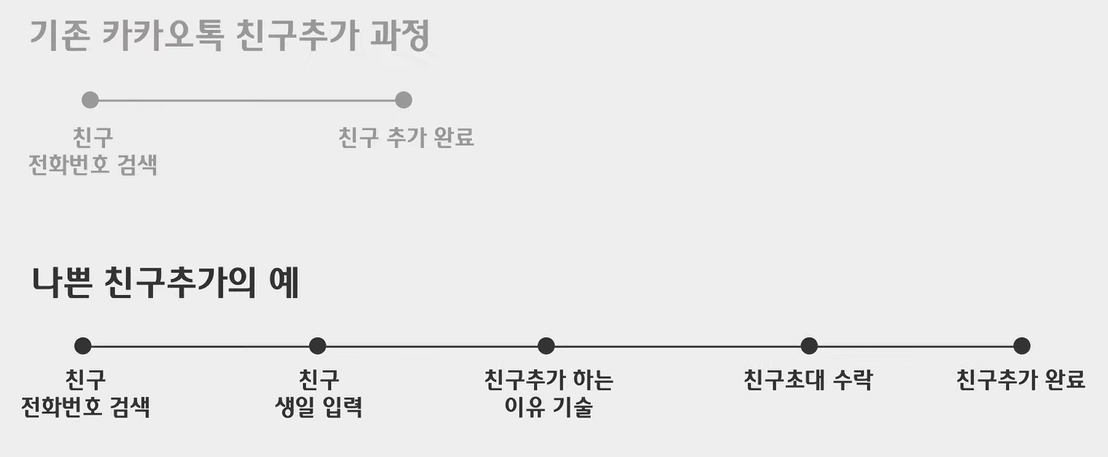 기존 카카오톡 친구추가 과정
친구
전화번호 검색
친구 추가 완료
나쁜 친구추가의 예
친구
전화번호 검색
친구
생일 입력
친구추가 하는
이유 기술
친구초대 수락
친구추가 완료